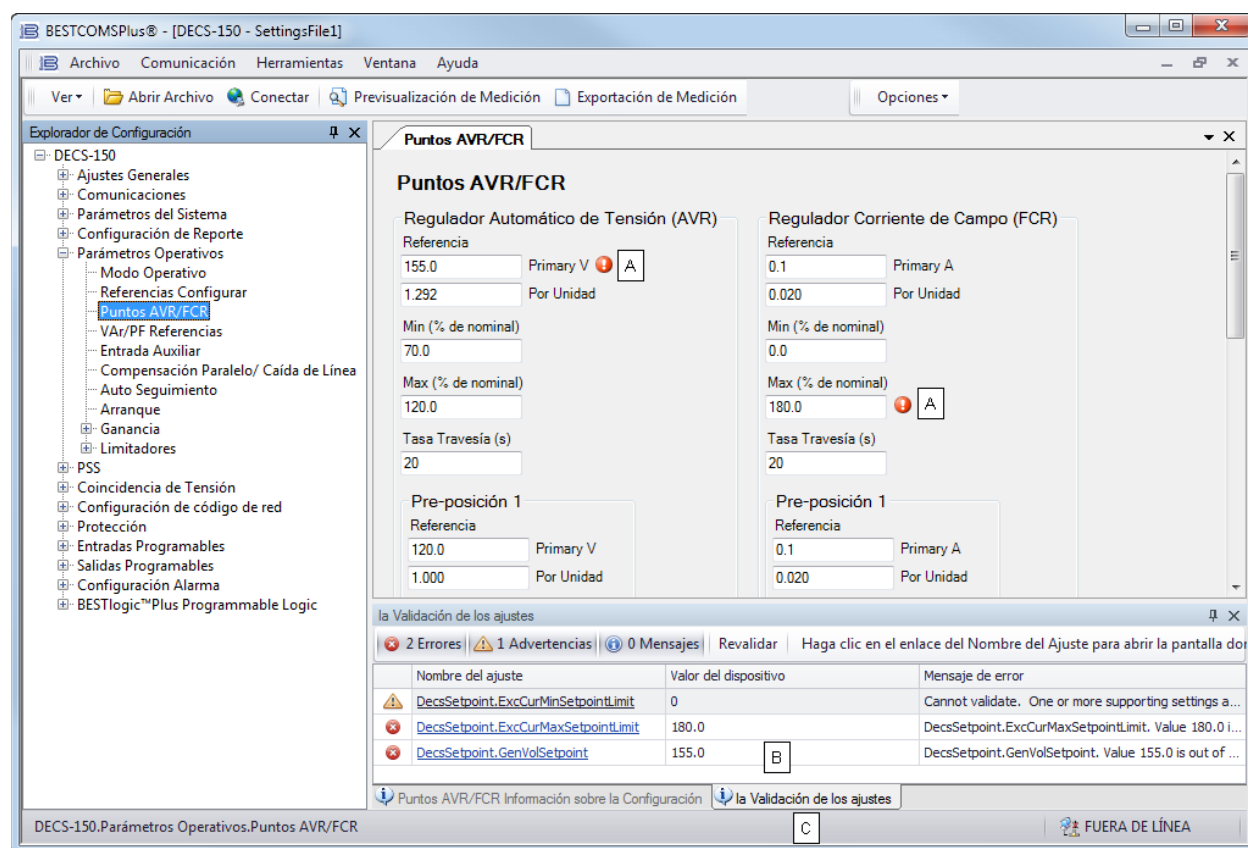 BESTCOMSPlus® - [DECS-150 - SettingsFile1]
Archivo Comunicación Herramientas Ventana Ayuda
Ver Abrir Archivo Conectar Previsualización de Medición Exportación de Medición Opciones
Explorador de Configuración
DECS-150
Ajustes Generales
Comunicaciones
Parámetros del Sistema
Configuración de Reporte
Parámetros Operativos
Modo Operativo
Referencias Configurar
Puntos AVR/FCR
VAr/PF Referencias
Entrada Auxiliar
Compensación Paralelo/ Caída de Línea
Auto Seguimiento
Arranque
Ganancia
Limitadores
PSS
Coincidencia de Tensión
Configuración de código de red
Protección
Entradas Programables
Salidas Programables
Configuración Alarma
BESTlogic™Plus Programmable Logic
Puntos AVR/FCR
Puntos AVR/FCR
Regulador Automático de Tensión (AVR)
Referencia
155.0 Primary V A
1.292 Por Unidad
Min (% de nominal)
70.0
Max (% de nominal)
120.0
Tasa Travesía (s)
20
Pre-posición 1
Referencia
120.0 Primary V
1.000 Por Unidad
Regulador Corriente de Campo (FCR)
Referencia
0.1 Primary A
0.020 Por Unidad
Min (% de nominal)
0.0
Max (% de nominal)
180.0 A
Tasa Travesía (s)
20
Pre-posición 1
Referencia
0.1 Primary A
0.020 Por Unidad
la Validación de los ajustes
2 Errores 1 Advertencias 0 Mensajes Revalidar Haga clic en el enlace del Nombre del Ajuste para abrir la pantalla
Nombre del ajuste Valor del dispositivo Mensaje de error
DecsSetpoint.ExcCurMinSetpointLimit 0 Cannot validate. One or more supporting settings a...
DecsSetpoint.ExcCurMaxSetpointLimit 180.0 DecsSetpoint.ExcCurMaxSetpointLimit. Value 180.0 i...
DecsSetpoint.GenVolSetpoint 155.0 DecsSetpoint.GenVolSetpoint. Value 155.0 is out of ...
B
Puntos AVR/FCR Información sobre la Configuración la Validación de los ajustes
DECS-150.Parámetros Operativos.Puntos AVR/FCR C FUERA DE LÍNEA